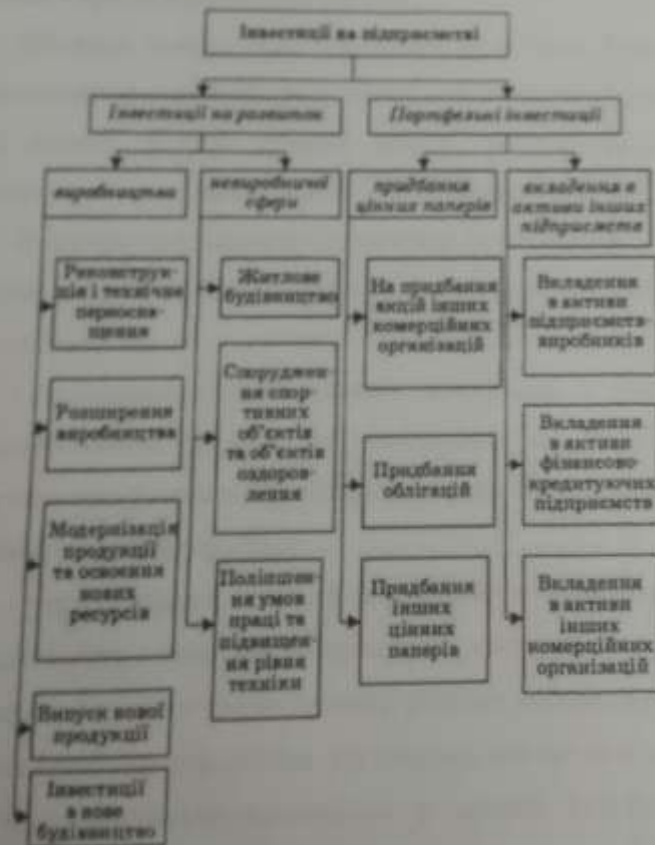 Інвестиції на підприємстві
Інвестиції на розвиток
Портфельні інвестиції
виробництва
невиробничої
сфери
придбання
цінних паперів
вкладення в
активи інших
підприємств
Реконструк-
ція і технічне
переосна-
щення
Розширення
виробництва
Модернізація
продукції
та освоєння
нових
ресурсів
Випуск нової
продукції
Інвестиції
в нове
будівництво
Житлове
будівництво
Споруджен-
ня спор-
тивних
об'єктів
та об'єктів
оздоров-
лення
Поліпшен-
ня умов
праці та
підвищен-
ня рівня
техніки
На придбання
акцій інших
комерційних
організацій
Придбання
облігацій
Придбання
інших
цінних
паперів
Вкладення
в активи
підприємств-
виробників
Вкладення
в активи
фінансово-
кредитуючих
підприємств
Вкладення
в активи
інших
комерційних
організацій